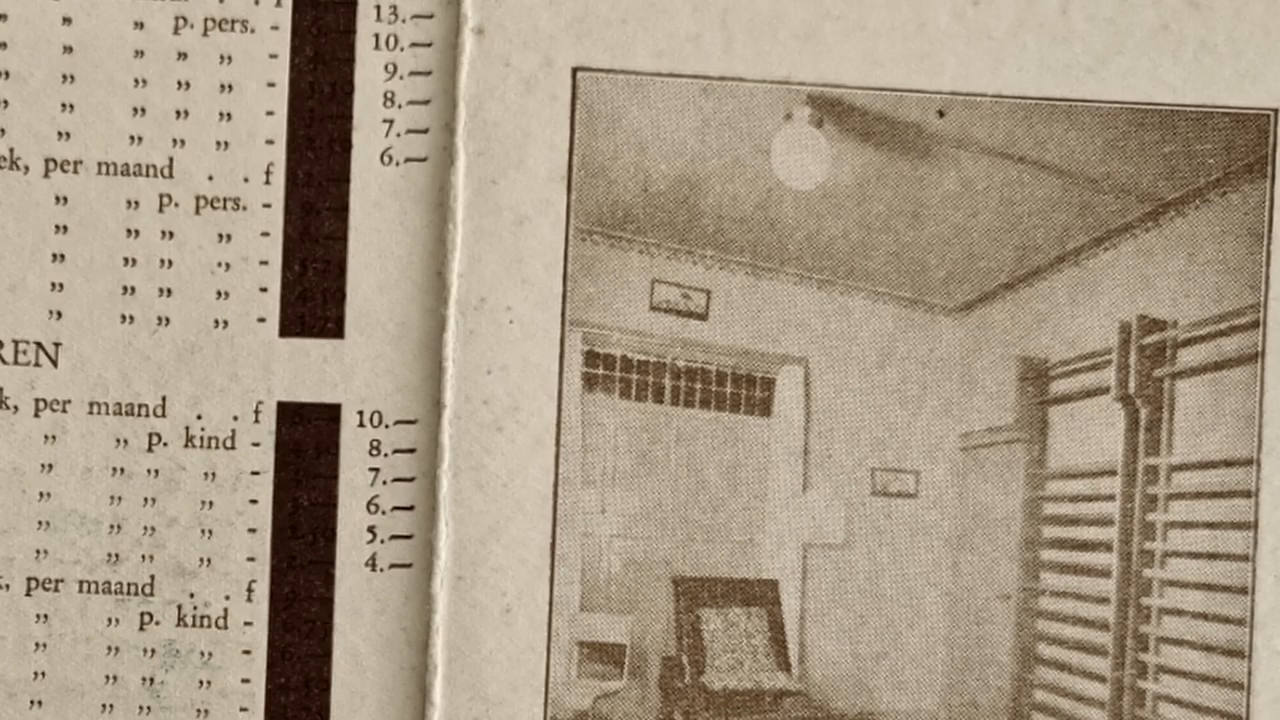 „ „ p. pers. - 13.—
„ „ „ „ - 10.—
„ „ „ „ - 9.—
„ „ „ „ - 8.—
„ „ „ „ - 7.—
6.—
ek, per maand . . f
„ „ p. pers. -
„ „ „ „ -
„ „ „ „ -
„ „ „ „ -
„ „ „ „ -
REN
k, per maand . . f 10.—
„ „ p. kind - 8.—
„ „ „ „ - 7.—
„ „ „ „ - 6.—
„ „ „ „ - 5.—
„ „ „ „ - 4.—
, per maand . . f
„ „ p. kind -
„ „ „ „ -
„ „ „ „ -
„ „ „ „ -